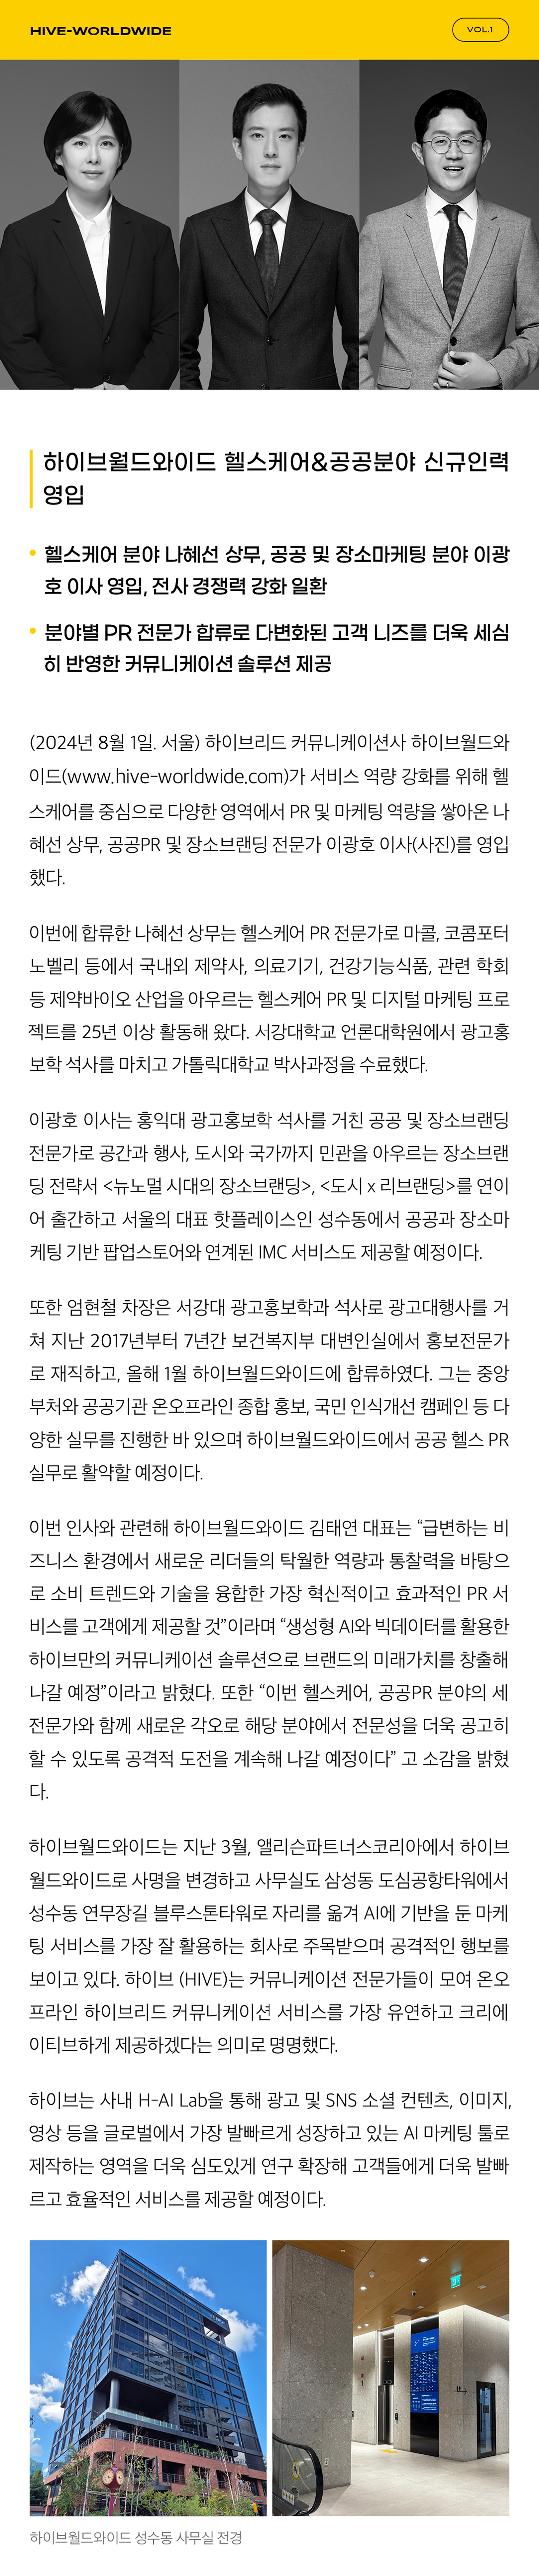 HIVE-WORLDWIDE
VOL.1
하이브월드와이드 헬스케어&공공분야 신규인력
영입
헬스케어 분야 나혜선 상무, 공공 및 장소마케팅 분야 이광
호 이사 영입, 전사 경쟁력 강화 일환
분야별 PR 전문가 합류로 다변화된 고객 니즈를 더욱 세심
히 반영한 커뮤니케이션 솔루션 제공
(2024년 8월 1일. 서울) 하이브리드 커뮤니케이션사 하이브월드와
이드(www.hive-worldwide.com)가 서비스 역량 강화를 위해 헬
스케어를 중심으로 다양한 영역에서 PR 및 마케팅 역량을 쌓아온 나
혜선 상무, 공공PR 및 장소브랜딩 전문가 이광호 이사(사진)를 영입
했다.
이번에 합류한 나혜선 상무는 헬스케어 PR 전문가로 마콜, 코콤포터
노벨리 등에서 국내외 제약사, 의료기기, 건강기능식품, 관련 학회
등 제약바이오 산업을 아우르는 헬스케어 PR 및 디지털 마케팅 프로
젝트를 25년 이상 활동해 왔다. 서강대학교 언론대학원에서 광고홍
보학 석사를 마치고 가톨릭대학교 박사과정을 수료했다.
이광호 이사는 홍익대 광고홍보학 석사를 거친 공공 및 장소브랜딩
전문가로 공간과 행사, 도시와 국가까지 민관을 아우르는 장소브랜
딩 전략서 <뉴노멀 시대의 장소브랜딩>, <도시 x 리브랜딩>를 연이
어 출간하고 서울의 대표 핫플레이스인 성수동에서 공공과 장소마
케팅 기반 팝업스토어와 연계된 IMC 서비스도 제공할 예정이다.
또한 엄현철 차장은 서강대 광고홍보학과 석사로 광고대행사를 거
쳐 지난 2017년부터 7년간 보건복지부 대변인실에서 홍보전문가
로 재직하고, 올해 1월 하이브월드와이드에 합류하였다. 그는 중앙
부처와 공공기관 온오프라인 종합 홍보, 국민 인식개선 캠페인 등 다
양한 실무를 진행한 바 있으며 하이브월드와이드에서 공공 헬스 PR
실무로 활약할 예정이다.
이번 인사와 관련해 하이브월드와이드 김태연 대표는 “급변하는 비
즈니스 환경에서 새로운 리더들의 탁월한 역량과 통찰력을 바탕으
로 소비 트렌드와 기술을 융합한 가장 혁신적이고 효과적인 PR 서
비스를 고객에게 제공할 것”이라며 “생성형 AI와 빅데이터를 활용한
하이브만의 커뮤니케이션 솔루션으로 브랜드의 미래가치를 창출해
나갈 예정”이라고 밝혔다. 또한 “이번 헬스케어, 공공PR 분야의 세
전문가와 함께 새로운 각오로 해당 분야에서 전문성을 더욱 공고히
할 수 있도록 공격적 도전을 계속해 나갈 예정이다” 고 소감을 밝혔
다.
하이브월드와이드는 지난 3월, 앨리슨파트너스코리아에서 하이브
월드와이드로 사명을 변경하고 사무실도 삼성동 도심공항타워에서
성수동 연무장길 블루스톤타워로 자리를 옮겨 AI에 기반을 둔 마케
팅 서비스를 가장 잘 활용하는 회사로 주목받으며 공격적인 행보를
보이고 있다. 하이브 (HIVE)는 커뮤니케이션 전문가들이 모여 온오
프라인 하이브리드 커뮤니케이션 서비스를 가장 유연하고 크리에
이티브하게 제공하겠다는 의미로 명명했다.
하이브는 사내 H-AI Lab을 통해 광고 및 SNS 소셜 컨텐츠, 이미지,
영상 등을 글로벌에서 가장 발빠르게 성장하고 있는 AI 마케팅 툴로
제작하는 영역을 더욱 심도있게 연구 확장해 고객들에게 더욱 발빠
르고 효율적인 서비스를 제공할 예정이다.
하이브월드와이드 성수동 사무실 전경